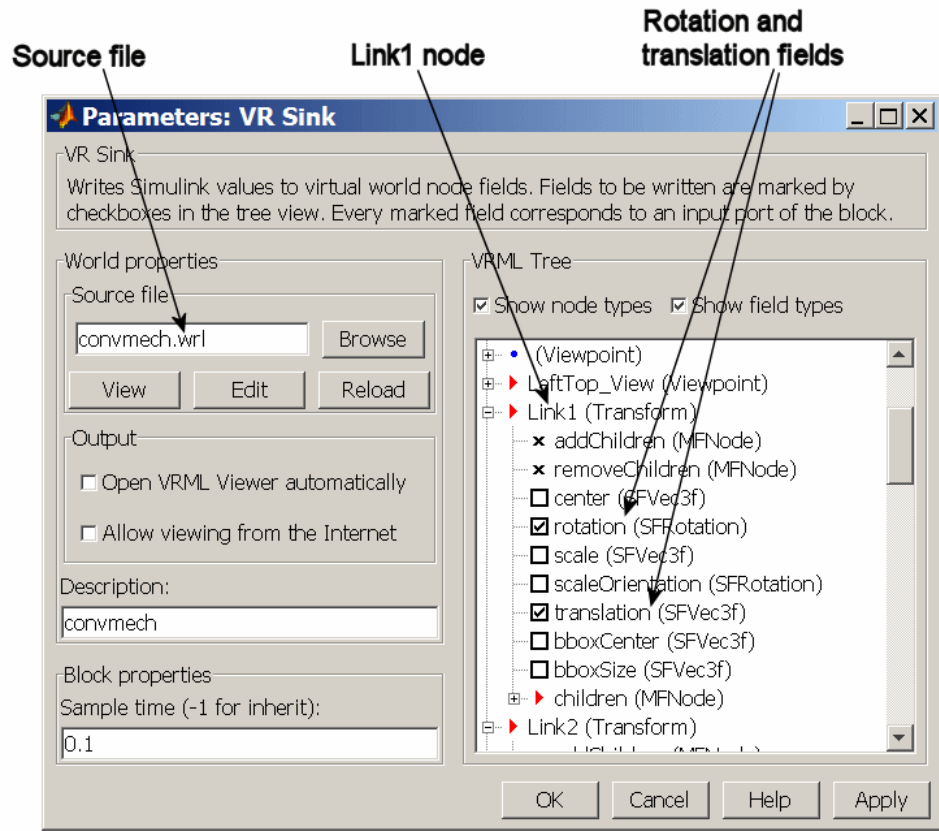 Rotation and
Source file
Link1 node
translation fields
Parameters: VR Sink
VR Sink
Writes Simulink values to virtual world node fields. Fields to be written are marked by
checkboxes in the tree view. Every marked field corresponds to an input port of the block.
World properties
Source file
convmech.wrl
Browse
View
Edit
Reload
Output
Open VRML Viewer automatically
Allow viewing from the Internet
Description:
convmech
Block properties
Sample time (-1 for inherit):
0.1
VRML Tree
Show node types
Show field types
(Viewpoint)
LeftTop_View (Viewpoint)
Link1 (Transform)
addChildren (MFNode)
removeChildren (MFNode)
center (SFVec3f)
rotation (SFRotation)
scale (SFVec3f)
scaleOrientation (SFRotation)
translation (SFVec3f)
bboxCenter (SFVec3f)
bboxSize (SFVec3f)
children (MFNode)
Link2 (Transform)
OK
Cancel
Help
Apply